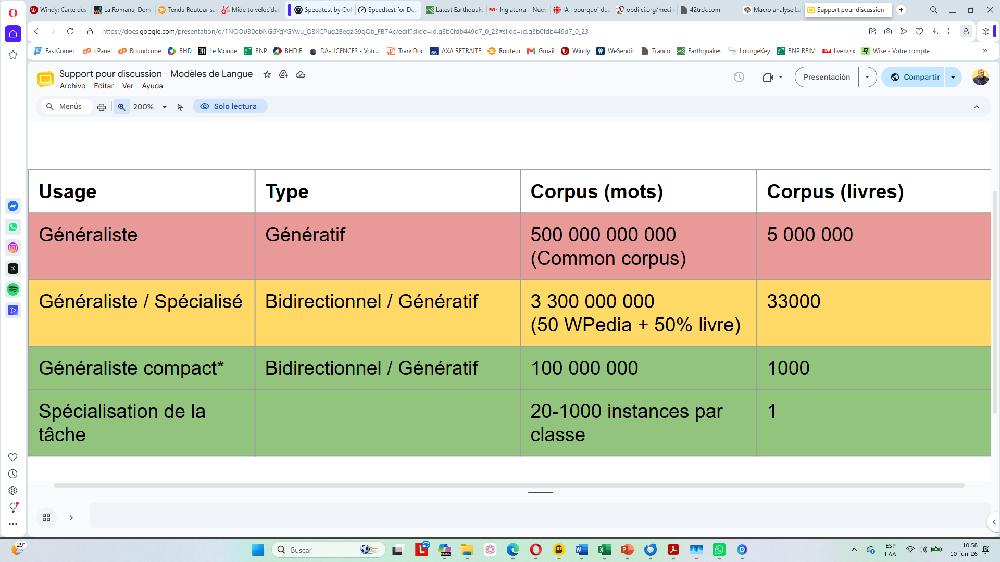 Windy: Carte des
La Romana, Domi
Tenda Routeur sa
Mide tu velocidad
Speedtest by Ook
Speedtest for Des
Latest Earthquake
LIVE Inglaterra – Nuev
IA : pourquoi des
obdilci.org/mecilc
42trck.com
Macro analyse La
Support pour discussion -
https://docs.google.com/presentation/d/1NOOiJ30obNG6YgYGYwu_Q3XCPug2BeqzG9gQb_FB7Ac/edit?slide=id.g3b0fdb449d7_0_23#slide=id.g3b0fdb449d7_0_23
FastComet cPanel Roundcube BHD Le Monde BNP BHDIB DA-LICENCES - Votr... TransDoc AXA RETRAITE Routeur Gmail Windy WeSendit Tranco Earthquakes LoungeKey BNP REIM LIVE livetv.sx Wise - Votre compte
Support pour discussion - Modèles de Langue
Archivo Editar Ver Ayuda
Presentación
Compartir
Menús
200%
Solo lectura
Usage
Type
Corpus (mots)
Corpus (livres)
Généraliste
Génératif
500 000 000 000
(Common corpus)
5 000 000
Généraliste / Spécialisé
Bidirectionnel / Génératif
3 300 000 000
(50 WPedia + 50% livre)
33000
Généraliste compact*
Bidirectionnel / Génératif
100 000 000
1000
Spécialisation de la
tâche
20-1000 instances par
classe
1
29°
Buscar
M365
ESP
LAA
10:58
10-jun-26